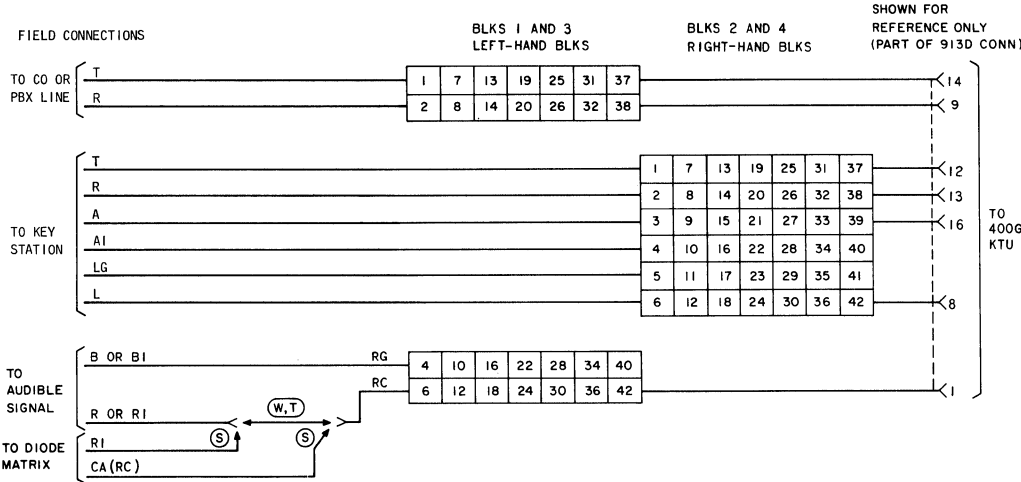 SHOWN FOR
REFERENCE ONLY
(PART OF 913D CONN)
FIELD CONNECTIONS
BLKS 1 AND 3
LEFT-HAND BLKS
BLKS 2 AND 4
RIGHT-HAND BLKS
TO CO OR
PBX LINE
T
1 7 13 19 25 31 37
14
R
2 8 14 20 26 32 38
9
TO KEY
STATION
T
1 7 13 19 25 31 37
12
R
2 8 14 20 26 32 38
13
A
3 9 15 21 27 33 39
16
A1
4 10 16 22 28 34 40
LG
5 11 17 23 29 35 41
L
6 12 18 24 30 36 42
8
TO
400G
KTU
TO
AUDIBLE
SIGNAL
B OR B1
RG
4 10 16 22 28 34 40
RC
6 12 18 24 30 36 42
1
R OR R1
W,T
TO DIODE
MATRIX
R1
S
S
CA(RC)